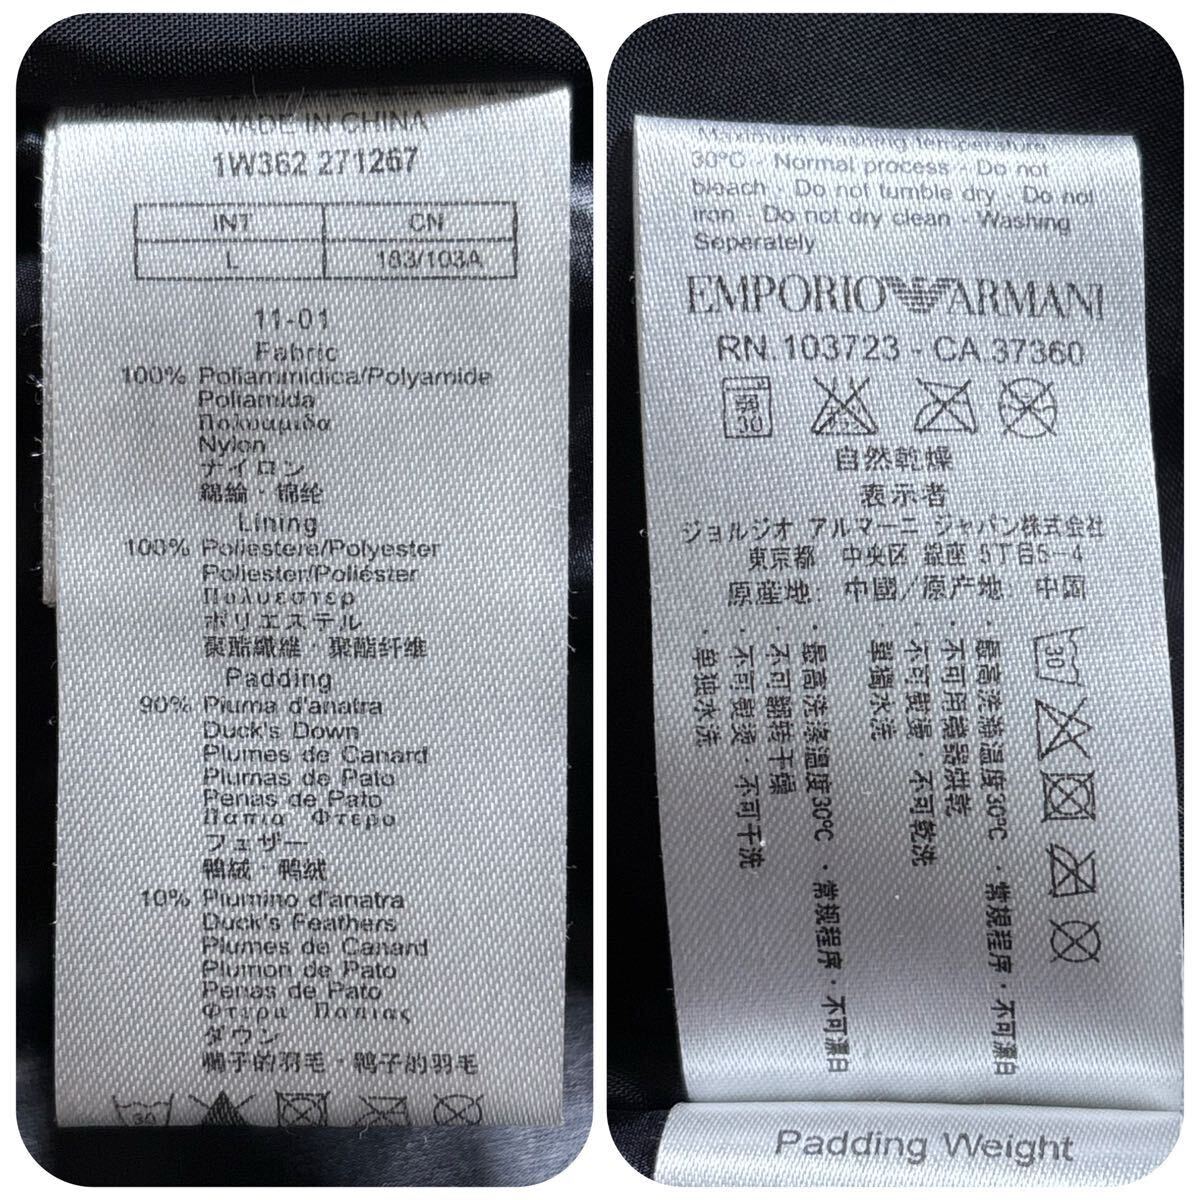 MADE IN CHINA
1W362 271267
INT CN
L 183/103A
11-01
Fabric
100% Poliammidica/Polyamide
Poliamida
Πολυαμιδα
Nylon
ナイロン
錦綸・锦纶
Lining
100% Poliestere/Polyester
Poliester/Poliéster
Πολυεστερ
ポリエステル
聚酯纖維・聚酯纤维
Padding
90% Piuma d'anatra
Duck's Down
Plumes de Canard
Plumas de Pato
Penas de Pato
Παπια Φτερο
フェザー
鴨絨・鸭绒
10% Piumino d'anatra
Duck's Feathers
Plumes de Canard
Plumon de Pato
Penas de Pato
Φτερα Παπιας
ダウン
鴨子的羽毛・鸭子的羽毛
30
Maximum washing temperature
30°C - Normal process - Do not
bleach - Do not tumble dry - Do not
iron - Do not dry clean - Washing
Seperately
EMPORIO ARMANI
RN.103723 - CA.37360
30
自然乾燥
表示者
ジョルジオ アルマーニ ジャパン株式会社
東京都 中央区 銀座 5丁目5-4
原産地: 中國/原产地: 中国
30
・最高洗滌溫度30°C ・常規程序・不可漂白
・不可用機器烘乾
・不可熨燙・不可乾洗
・單獨水洗
・最高洗涤温度30°C ・常规程序・不可漂白
・不可翻转干燥
・不可熨烫・不可干洗
・单独水洗
Padding Weight